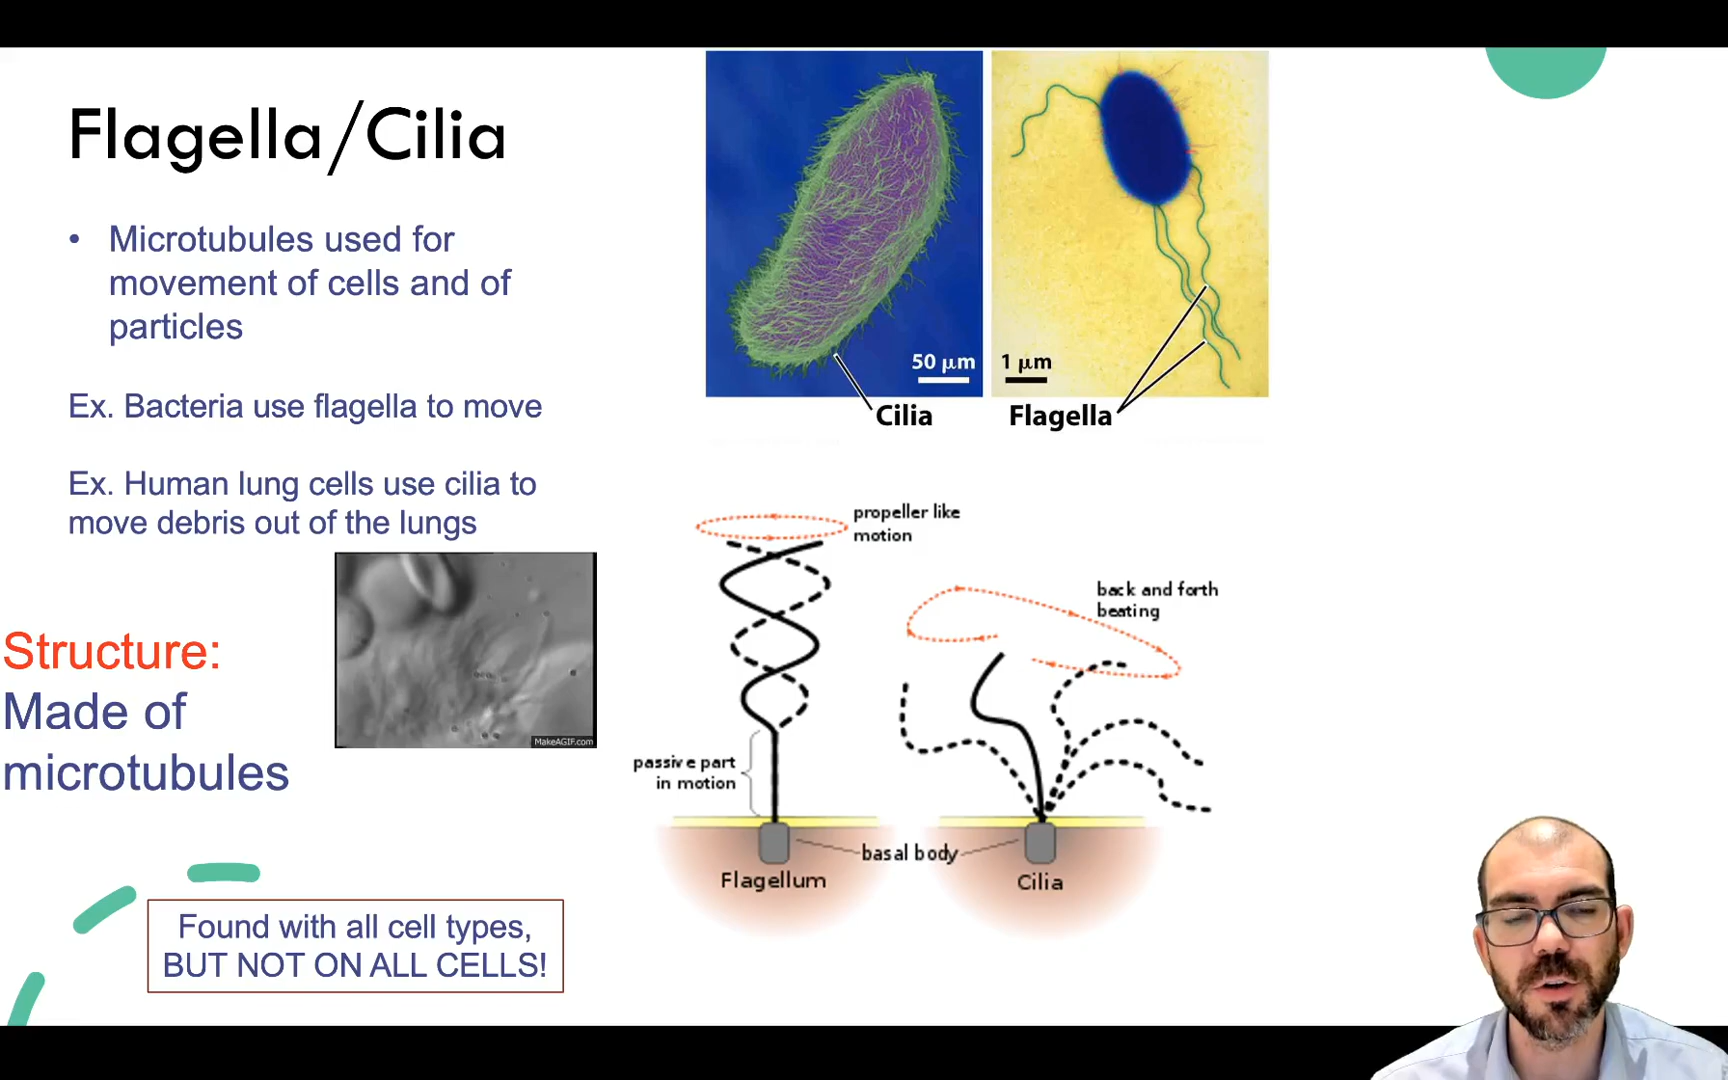 Flagella/Cilia
• Microtubules used for
movement of cells and of
particles
Ex. Bacteria use flagella to move
Ex. Human lung cells use cilia to
move debris out of the lungs
Structure:
Made of
microtubules
MakeAGIF.com
Found with all cell types,
BUT NOT ON ALL CELLS!
50 μm
Cilia
1 μm
Flagella
propeller like
motion
passive part
in motion
back and forth
beating
basal body
Flagellum
Cilia